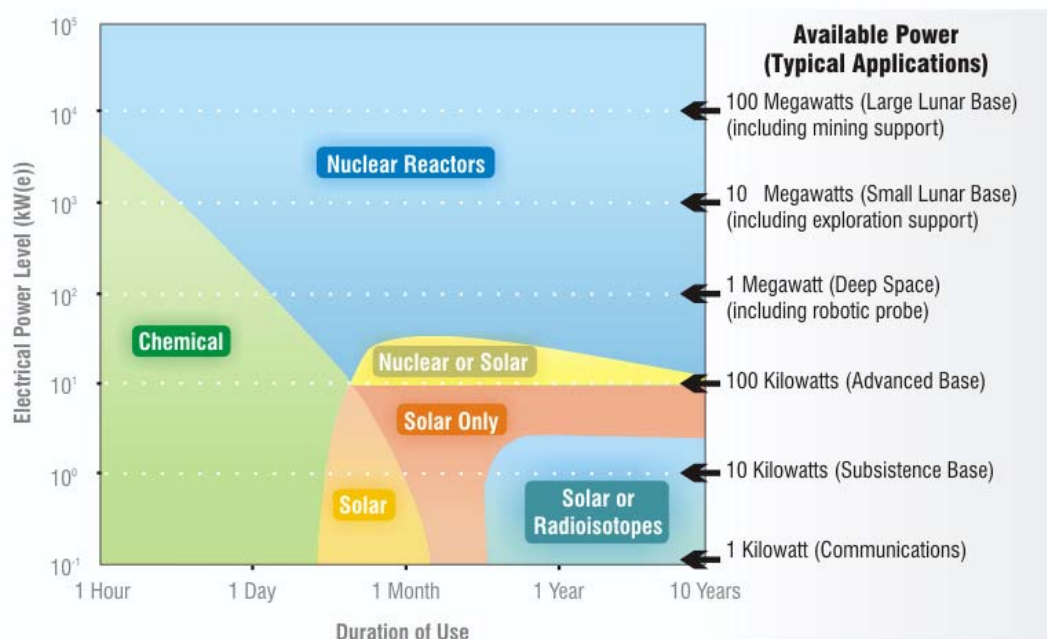 Available Power
(Typical Applications)
10⁵
10⁴
10³
10²
10¹
10⁰
10⁻¹
Electrical Power Level (kW(e))
Nuclear Reactors
Chemical
Nuclear or Solar
Solar Only
Solar
Solar or
Radioisotopes
100 Megawatts (Large Lunar Base)
(including mining support)
10 Megawatts (Small Lunar Base)
(including exploration support)
1 Megawatt (Deep Space)
(including robotic probe)
100 Kilowatts (Advanced Base)
10 Kilowatts (Subsistence Base)
1 Kilowatt (Communications)
1 Hour
1 Day
1 Month
1 Year
10 Years
Duration of Use